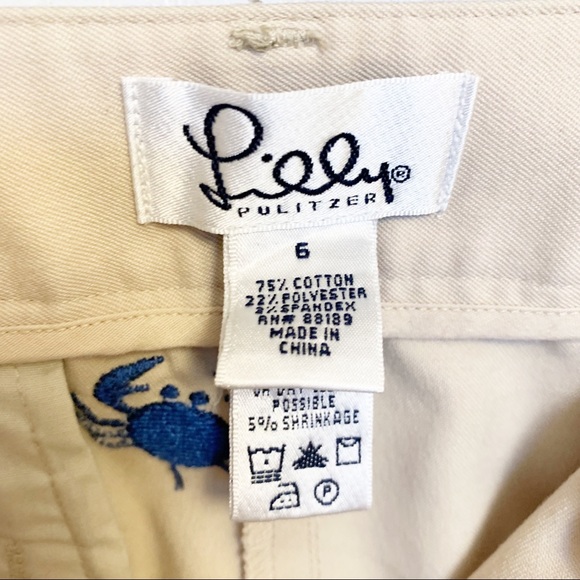 Lilly®
PULITZER
6
75% COTTON
22% POLYESTER
3% SPANDEX
RN# 88189
MADE IN
CHINA
POSSIBLE
5% SHRINKAGE
P